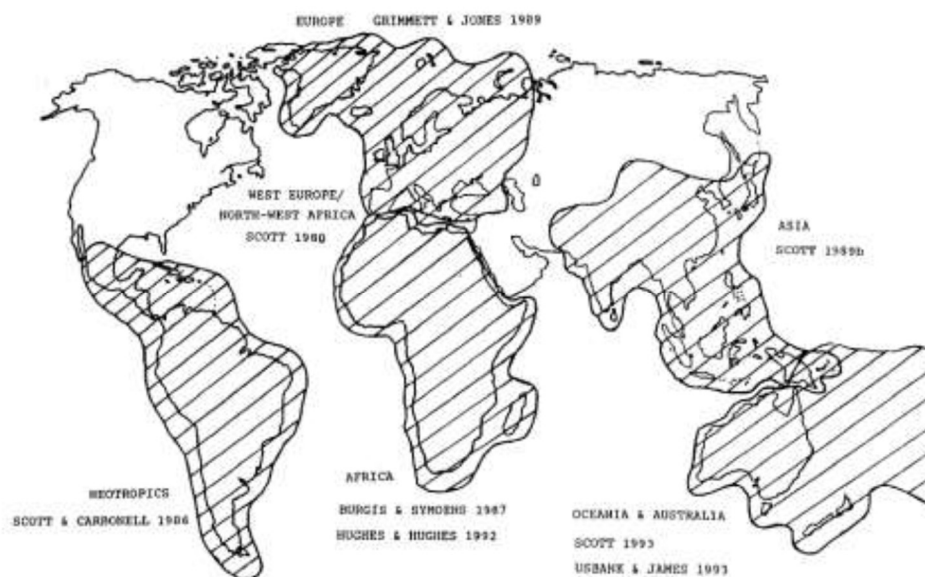 EUROPE GRIMMETT & JONES 1989
WEST EUROPE/
NORTH-WEST AFRICA
SCOTT 1980
ASIA
SCOTT 1989b
NEOTROPICS
SCOTT & CARBONELL 1986
AFRICA
BURGIS & SYMOENS 1987
HUGHES & HUGHES 1992
OCEANIA & AUSTRALIA
SCOTT 1993
USBANK & JAMES 1993